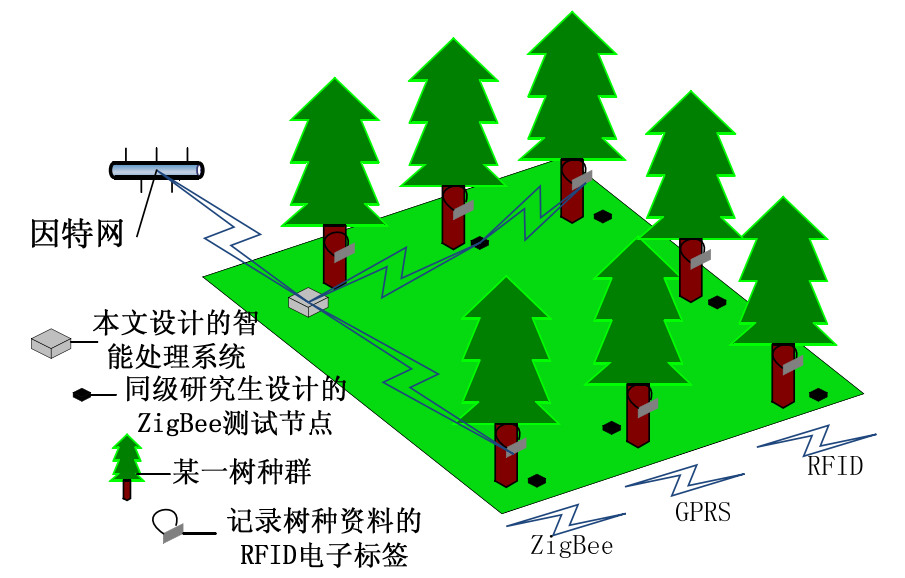 因特网
本文设计的智
能处理系统
同级研究生设计的
ZigBee测试节点
某一树种群
记录树种资料的
RFID电子标签
RFID
GPRS
ZigBee